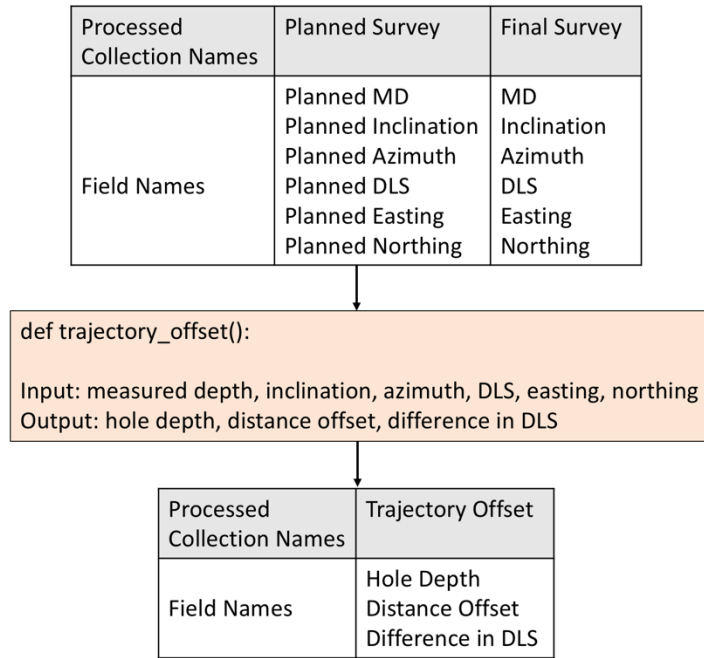 Processed Collection Names
Planned Survey
Final Survey
Field Names
Planned MD
Planned Inclination
Planned Azimuth
Planned DLS
Planned Easting
Planned Northing
MD
Inclination
Azimuth
DLS
Easting
Northing
def trajectory_offset():
Input: measured depth, inclination, azimuth, DLS, easting, northing
Output: hole depth, distance offset, difference in DLS
Processed
Collection Names
Trajectory Offset
Field Names
Hole Depth
Distance Offset
Difference in DLS